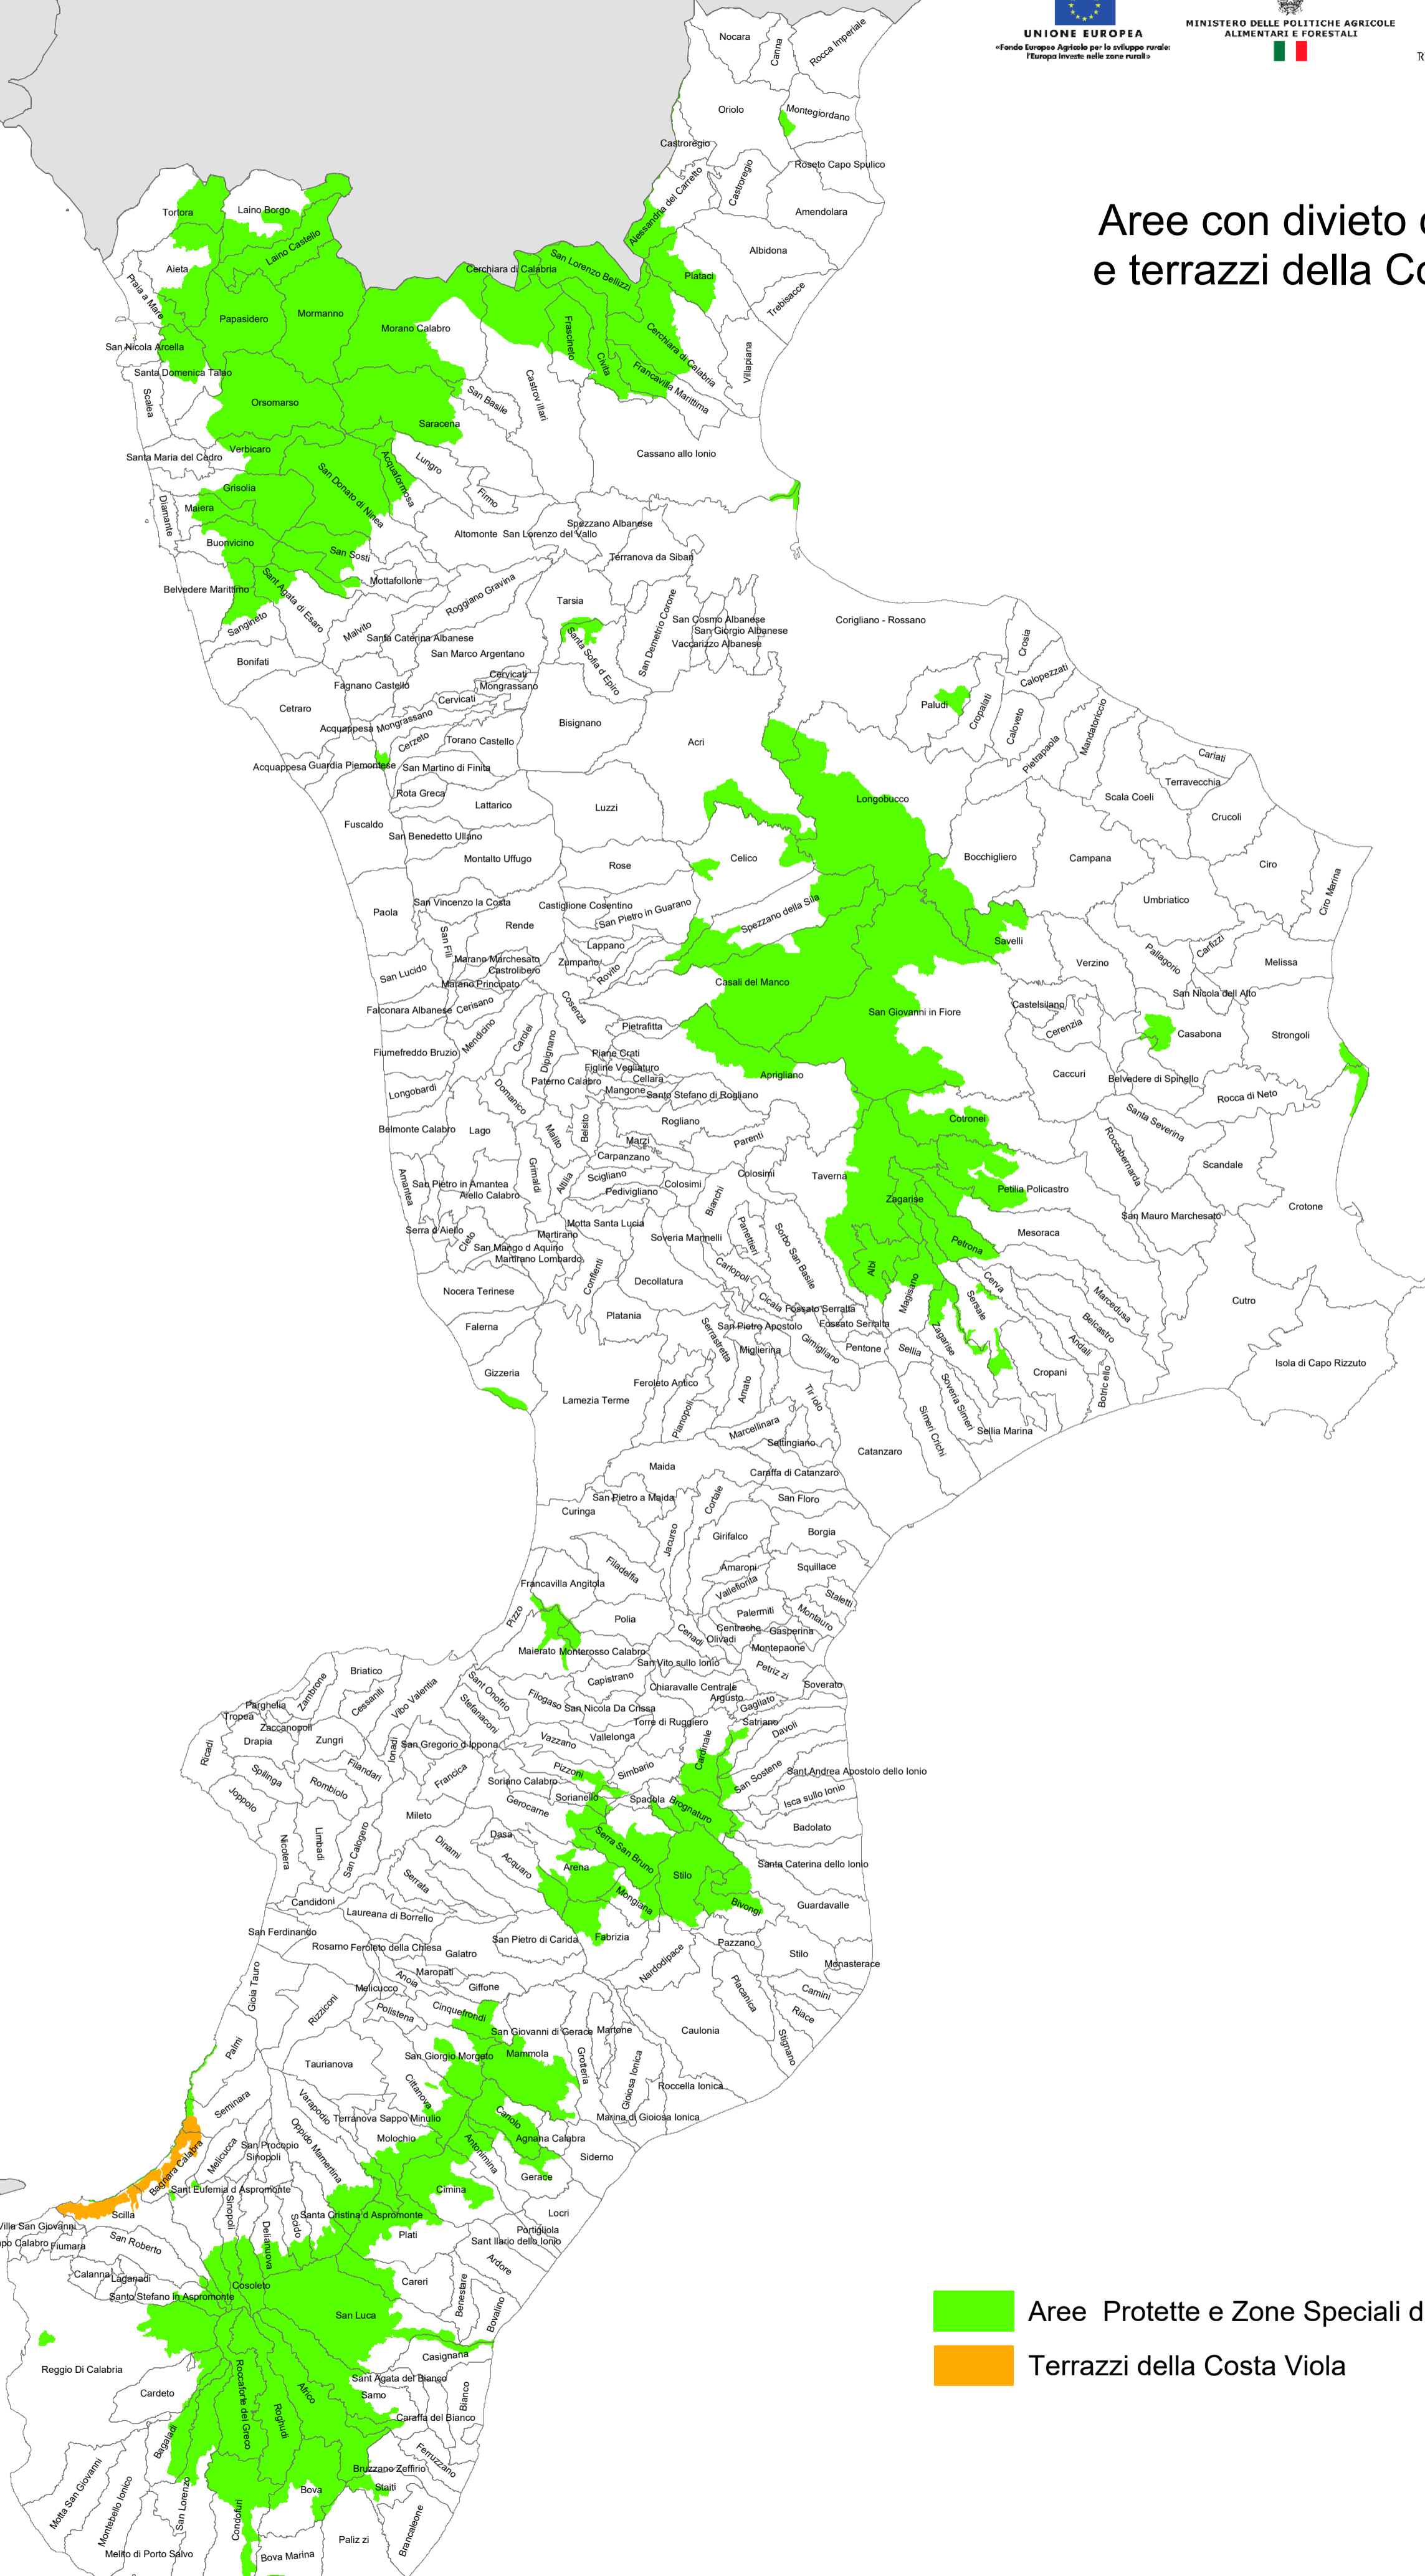 UNIONE EUROPEA
«Fondo Europeo Agricolo per lo sviluppo rurale:
l'Europa investe nelle zone rurali»
MINISTERO DELLE POLITICHE AGRICOLE
ALIMENTARI E FORESTALI
Aree con divieto
e terrazzi della
Nocara
Canna
Rocca Imperiale
Oriolo
Montegiordano
Castroregio
Roseto Capo Spulico
Castroregio
Alessandria del Carretto
Amendolara
Albidona
Tortora
Laino Borgo
Laino Castello
Aieta
Praia a Mare
Cerchiara di Calabria
San Lorenzo Bellizzi
Plataci
Trebisacce
Papasidero
Mormanno
Morano Calabro
Frascineto
Civita
Cerchiara di Calabria
Francavilla Marittima
Villapiana
San Nicola Arcella
Santa Domenica Talao
Scalea
Orsomarso
San Basile
Castrov illari
Saracena
Santa Maria del Cedro
Verbicaro
Acquaformosa
Lungro
Firmo
Cassano allo Ionio
Grisolia
San Donato di Ninea
Maiera
Diamante
Buonvicino
San Sosti
Altomonte
San Lorenzo del Vallo
Spezzano Albanese
Terranova da Sibari
Belvedere Marittimo
Sant Agata di Esaro
Mottafollone
Roggiano Gravina
Tarsia
Sangineto
Malvito
Santa Caterina Albanese
Santa Sofia d Epiro
San Demetrio Corone
San Cosmo Albanese
San Giorgio Albanese
Vaccarizzo Albanese
Corigliano - Rossano
Crosia
Calopezzati
Bonifati
San Marco Argentano
Fagnano Castello
Cervicati
Mongrassano
Cervicati
Cetraro
Acquappesa
Mongrassano
Cerzeto
Torano Castello
Bisignano
Acri
Paludi
Cropalati
Caloveto
Pietrapaola
Mandatoriccio
Cariati
Terravecchia
Acquappesa
Guardia Piemontese
San Martino di Finita
Rota Greca
Lattarico
Luzzi
Longobucco
Scala Coeli
Crucoli
Fuscaldo
San Benedetto Ullano
Montalto Uffugo
Rose
Celico
Bocchigliero
Campana
Ciro
Ciro Marina
Paola
San Vincenzo la Costa
Castiglione Cosentino
San Pietro in Guarano
Spezzano della Sila
Umbriatico
San Fili
Rende
Lappano
Savelli
Verzino
Pallagorio
Carfizzi
Melissa
San Lucido
Marano Marchesato
Castrolibero
Zumpano
Rovito
Marano Principato
Casali del Manco
San Nicola dell Alto
Falconara Albanese
Cerisano
Cosenza
San Giovanni in Fiore
Castelsilano
Cerenzia
Casabona
Strongoli
Fiumefreddo Bruzio
Mendicino
Carolei
Dipignano
Pietrafitta
Piane Crati
Figline Vegliaturo
Cellara
Mangone
Aprigliano
Caccuri
Belvedere di Spinello
Rocca di Neto
Longobardi
Domanico
Paterno Calabro
Santo Stefano di Rogliano
Belmonte Calabro
Lago
Malito
Belsito
Rogliano
Marzi
Parenti
Cotronei
Santa Severina
Roccabernarda
Scandale
Amantea
San Pietro in Amantea
Aiello Calabro
Grimaldi
Altilia
Carpanzano
Scigliano
Pedivigliano
Colosimi
Colosimi
Bianchi
Taverna
Zagarise
Petilia Policastro
San Mauro Marchesato
Crotone
Serra d Aiello
Cleto
San Mango d Aquino
Martirano
Martirano Lombardo
Motta Santa Lucia
Soveria Mannelli
Panettieri
Sorbo San Basile
Mesoraca
Petrona
Nocera Terinese
Conflenti
Decollatura
Carlopoli
Cicala
Fossato Serralta
Fossato Serralta
Albi
Magisano
Sersale
Cerva
Marcedusa
Belcastro
Andali
Cutro
Falerna
Platania
San Pietro Apostolo
Serrastretta
Miglierina
Gimigliano
Pentone
Sellia
Zagarise
Cropani
Botric ello
Isola di Capo Rizzuto
Gizzeria
Lamezia Terme
Feroleto Antico
Pianopoli
Amato
Tir iolo
Marcellinara
Settingiano
Catanzaro
Simeri Crichi
Soveria Simeri
Sellia Marina
Maida
Caraffa di Catanzaro
San Pietro a Maida
Curinga
Cortale
San Floro
Jacurso
Girifalco
Borgia
Filadelfia
Amaroni
Squillace
Francavilla Angitola
Vallefiorita
Staletti
Pizzo
Polia
Palermiti
Montauro
Centrache
Gasperina
Cenadi
Olivadi
Montepaone
Maierato
Monterosso Calabro
San Vito sullo Ionio
Petriz zi
Briatico
Zambrone
Cessaniti
Vibo Valentia
Sant Onofrio
Stefanaconi
Filogaso
Capistrano
San Nicola Da Crissa
Chiaravalle Centrale
Argusto
Gagliato
Soverato
Parghelia
Tropea
Zaccanopoli
Drapia
Zungri
Ionadi
San Gregorio d Ippona
Vazzano
Vallelonga
Torre di Ruggiero
Satriano
Davoli
Ricadi
Spilinga
Filandari
Rombiolo
Francica
Pizzoni
Simbario
Cardinale
San Sostene
Sant Andrea Apostolo dello Ionio
Joppolo
Soriano Calabro
Sorianello
Spadola
Brognaturo
Isca sullo Ionio
Mileto
Gerocarne
Badolato
Nicotera
Limbadi
San Calogero
Dinami
Dasa
Acquaro
Arena
Serra San Bruno
Stilo
Santa Caterina dello Ionio
Serrata
Mongiana
Bivongi
Guardavalle
Candidoni
Laureana di Borrello
San Pietro di Carida
Fabrizia
San Ferdinando
Rosarno
Feroleto della Chiesa
Galatro
Nardodipace
Pazzano
Stilo
Monasterace
Gioia Tauro
Anoia
Maropati
Melicucco
Giffone
Placanica
Camini
Riace
Stignano
Rizziconi
Polistena
Cinquefrondi
San Giovanni di Gerace
Martone
Caulonia
Palmi
Taurianova
San Giorgio Morgeto
Mammola
Grotteria
Gioiosa Ionica
Roccella Ionica
Seminara
Varapodio
Cittanova
Terranova Sappo Minulio
Canolo
Marina di Gioiosa Ionica
Oppido Mamertina
Molochio
Antonimina
Agnana Calabra
Siderno
Bagnara Calabra
Melicucca
San Procopio
Sinopoli
Gerace
Sant Eufemia d Aspromonte
Cimina
Scilla
Sinopoli
Delianuova
Scido
Santa Cristina d Aspromonte
Locri
Portigliola
Sant Ilario dello Ionio
Villa San Giovanni
po Calabro
Fiumara
San Roberto
Plati
Ardore
Calanna
Laganadi
Cosoleto
Careri
Benestare
Bovalino
Santo Stefano in Aspromonte
San Luca
Aree Protette e Zone Speciali d
Casignana
Terrazzi della Costa Viola
Reggio Di Calabria
Cardeto
Roccaforte del Greco
Roghudi
Africo
Sant Agata del Bianco
Samo
Bianco
Caraffa del Bianco
Bagaladi
Ferruzzano
Bruzzano Zeffirio
Staiti
Motta San Giovanni
Montebello Ionico
San Lorenzo
Condofuri
Bova
Brancaleone
Paliz zi
Melito di Porto Salvo
Bova Marina